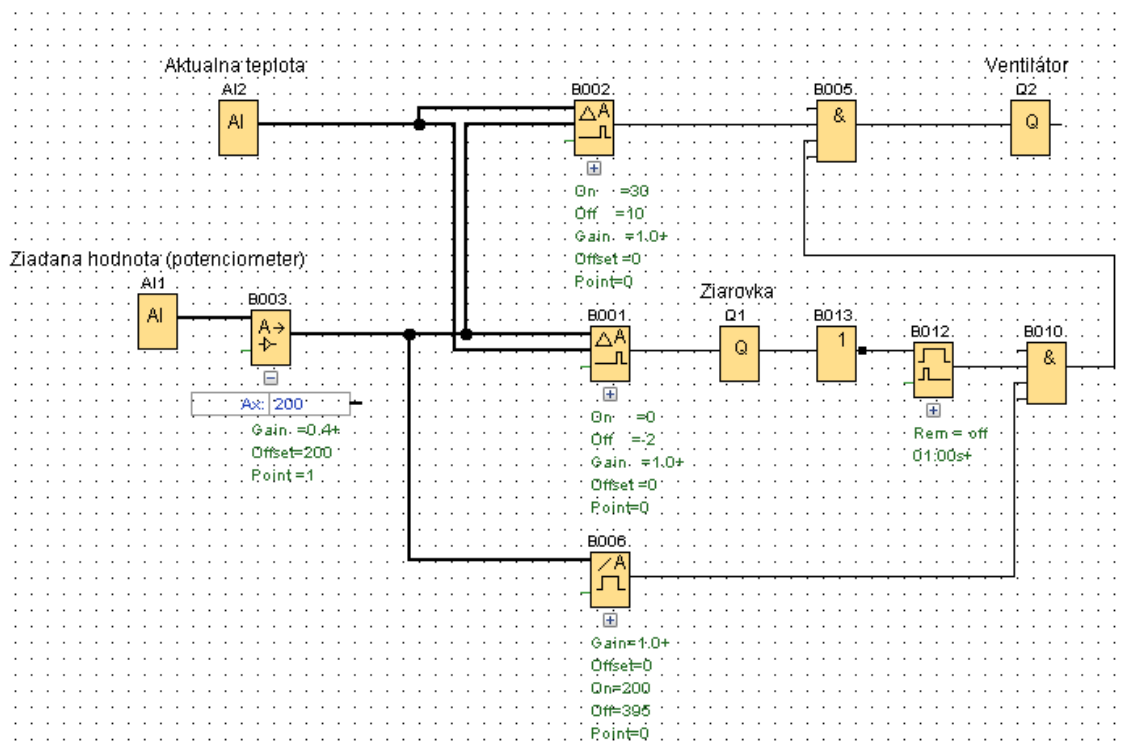 Aktualna teplota
AI2
AI
B002
△A
On =30
Off =10
Gain =1.0+
Offset =0
Point=0
B005
&
Ventilátor
Q2
Q
Ziadana hodnota (potenciometer)
AI1
AI
B003
A→
Ax: 200
Gain =0.4+
Offset=200
Point =1
B001
△A
On =0
Off =-2
Gain =1.0+
Offset =0
Point=0
Ziarovka
Q1
Q
B013
1
B012
Rem = off
01:00s+
B010
&
B006
/A
Gain=1.0+
Offset=0
On=200
Off=395
Point=0